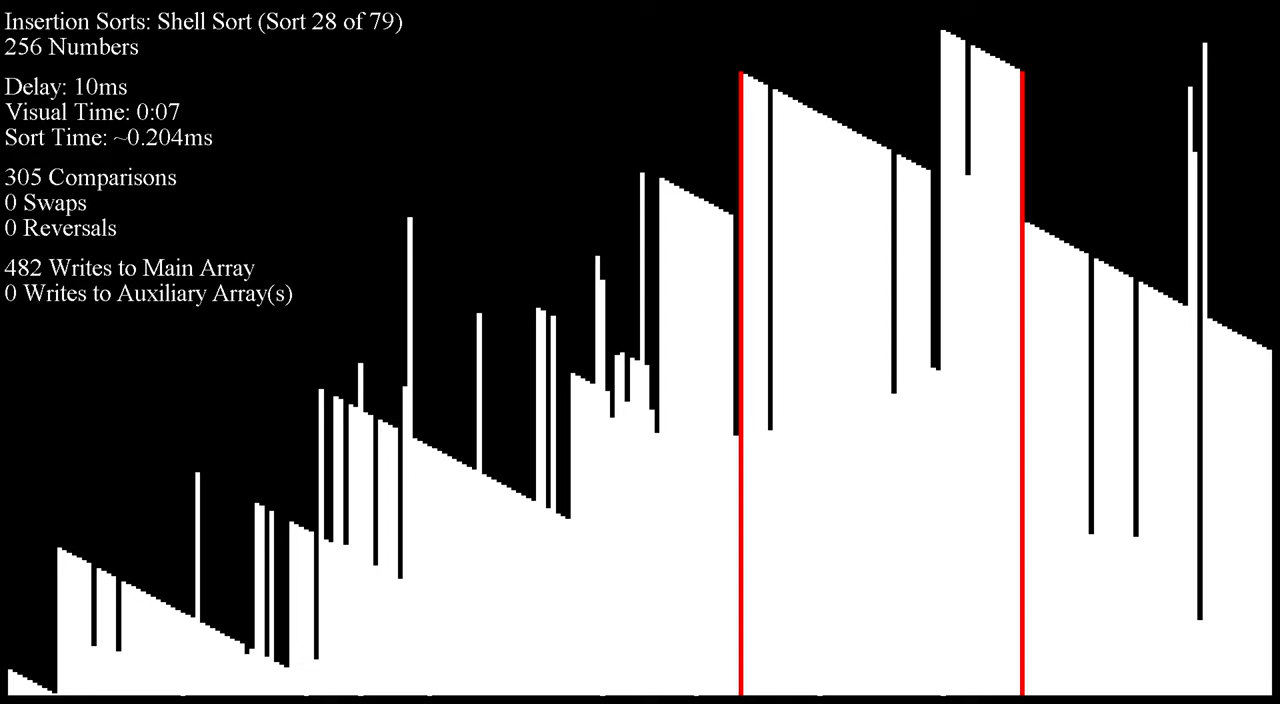 Insertion Sorts: Shell Sort (Sort 28 of 79)
256 Numbers
Delay: 10ms
Visual Time: 0:07
Sort Time: ~0.204ms
305 Comparisons
0 Swaps
0 Reversals
482 Writes to Main Array
0 Writes to Auxiliary Array(s)